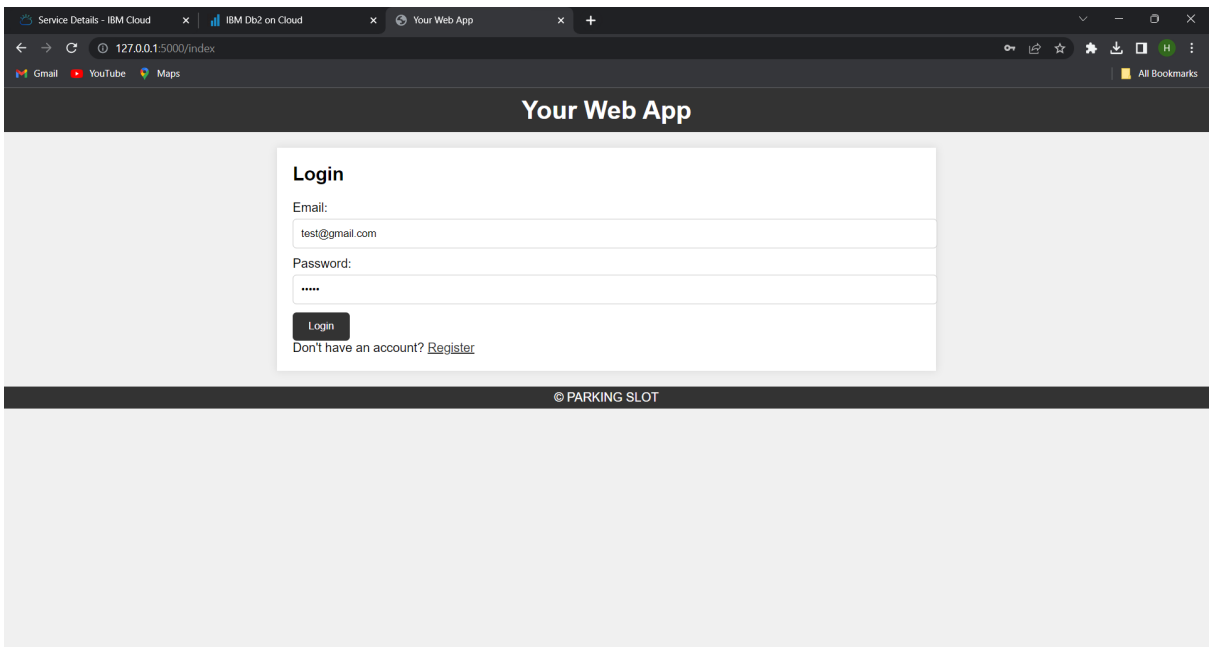 Service Details - IBM Cloud IBM Db2 on Cloud Your Web App
127.0.0.1:5000/index H
Gmail YouTube Maps All Bookmarks
Your Web App
Login
Email:
test@gmail.com
Password:
•••••
Login
Don't have an account? Register
© PARKING SLOT